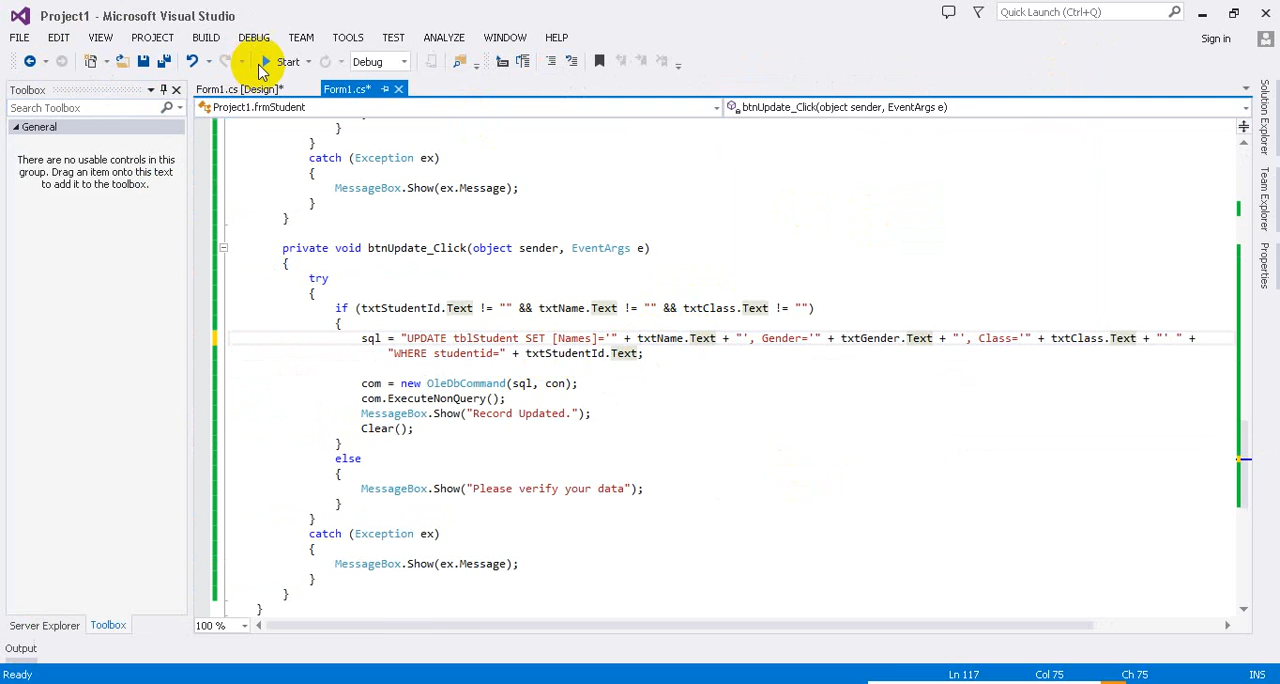 Project1 - Microsoft Visual Studio
Quick Launch (Ctrl+Q)
FILE EDIT VIEW PROJECT BUILD DEBUG TEAM TOOLS TEST ANALYZE WINDOW HELP
Sign in
Start Debug
Toolbox
Form1.cs [Design]* Form1.cs*
Search Toolbox
Project1.frmStudent
btnUpdate_Click(object sender, EventArgs e)
General
There are no usable controls in this
group. Drag an item onto this text
to add it to the toolbox.
}
}
catch (Exception ex)
{
MessageBox.Show(ex.Message);
}
}
private void btnUpdate_Click(object sender, EventArgs e)
{
try
{
if (txtStudentId.Text != "" && txtName.Text != "" && txtClass.Text != "")
{
sql = "UPDATE tblStudent SET [Names]='" + txtName.Text + "', Gender='" + txtGender.Text + "', Class='" + txtClass.Text + "' " +
"WHERE studentid=" + txtStudentId.Text;
com = new OleDbCommand(sql, con);
com.ExecuteNonQuery();
MessageBox.Show("Record Updated.");
Clear();
}
else
{
MessageBox.Show("Please verify your data");
}
}
catch (Exception ex)
{
MessageBox.Show(ex.Message);
}
}
}
Solution Explorer
Team Explorer
Properties
Server Explorer Toolbox
100 %
Output
Ready
Ln 117 Col 75 Ch 75 INS